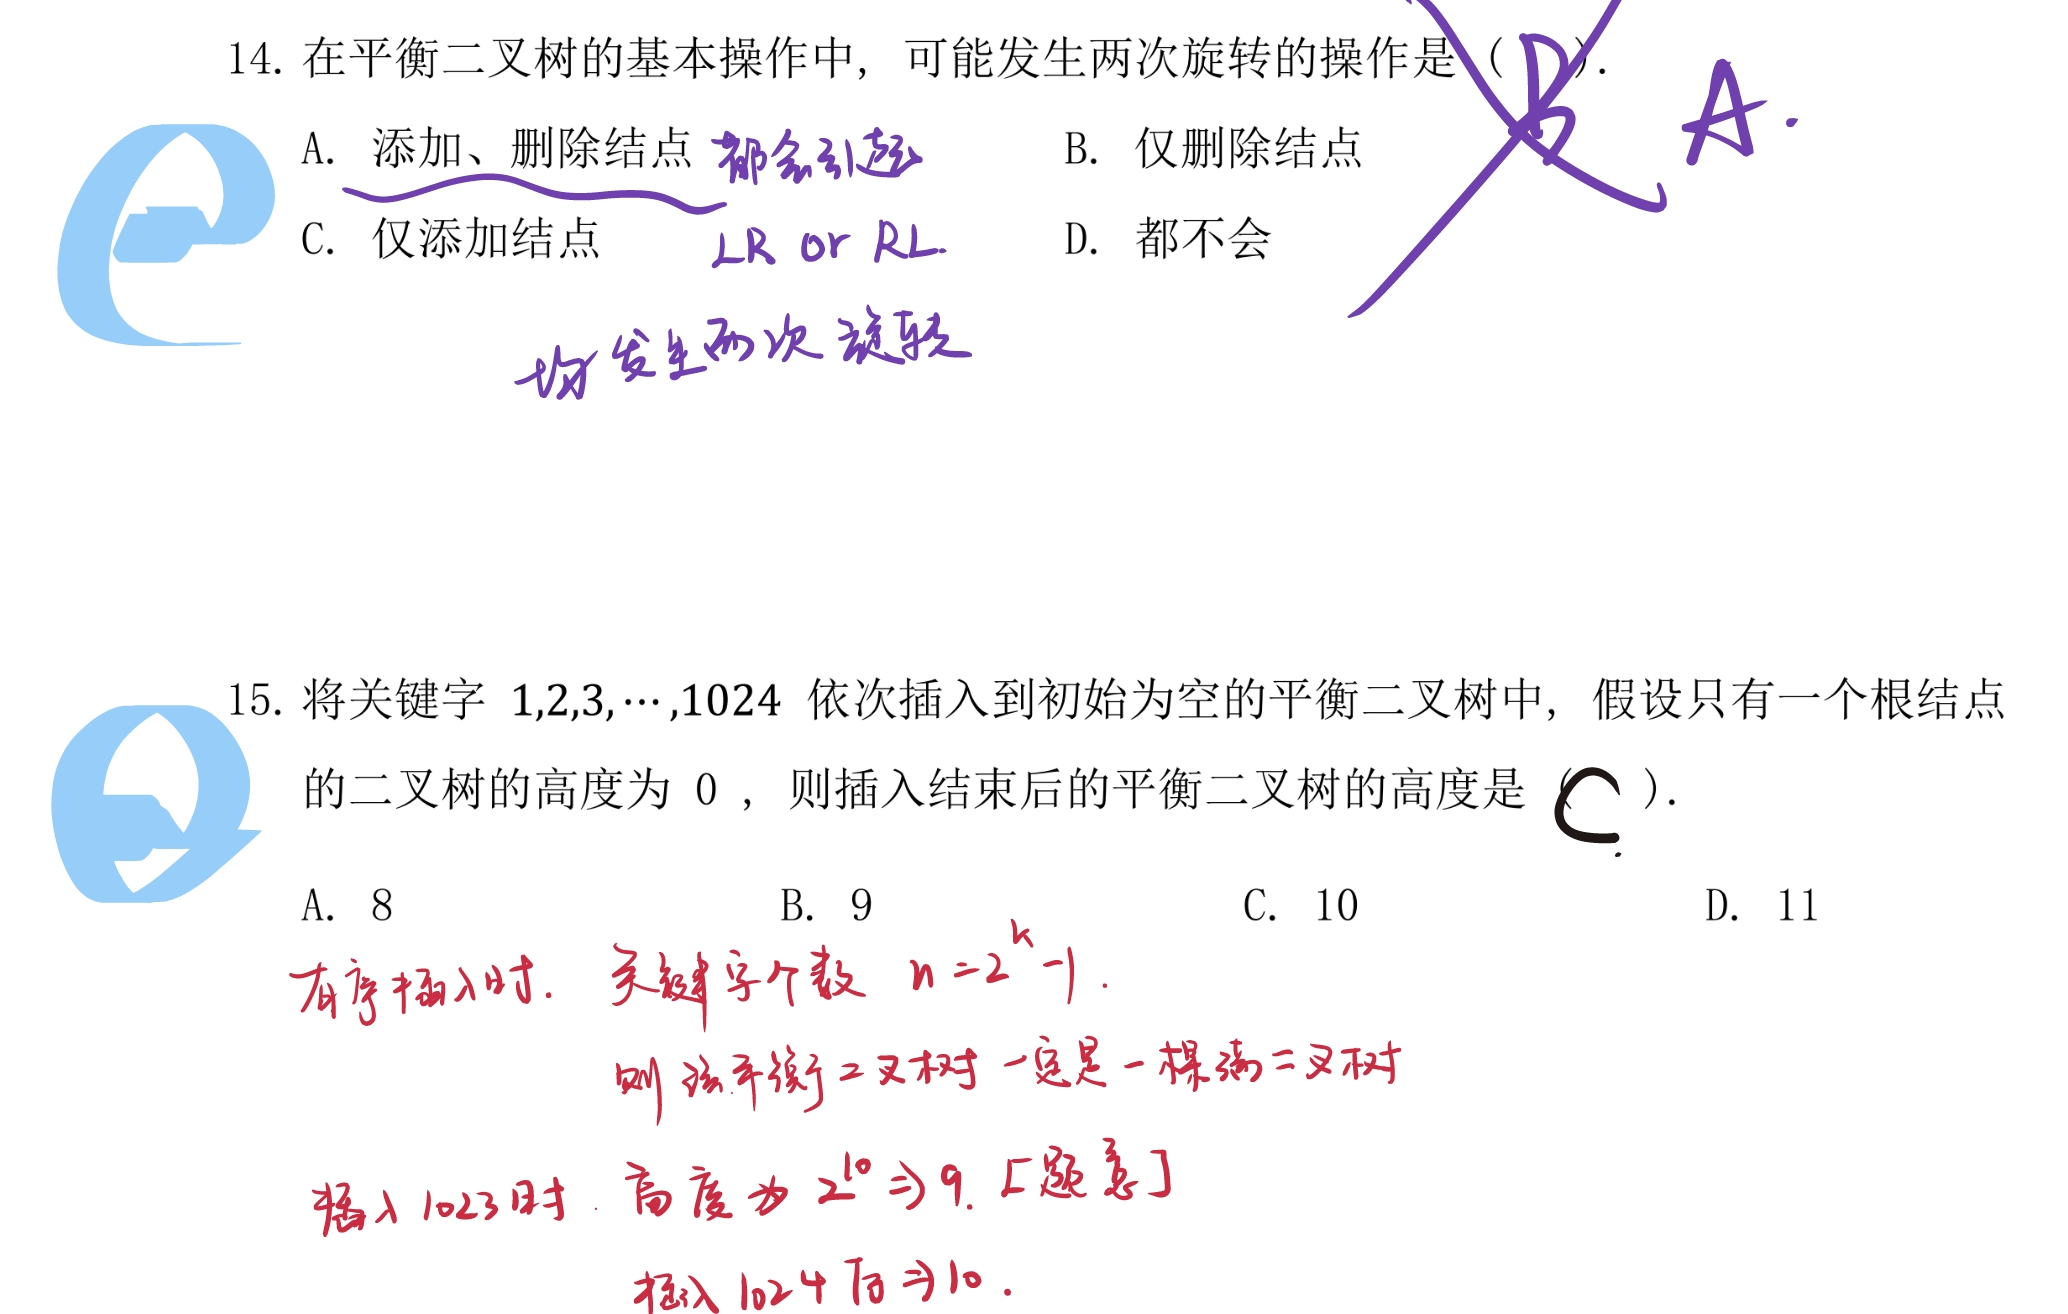 14. 在平衡二叉树的基本操作中, 可能发生两次旋转的操作是 ( B ). A.
A. 添加、删除结点 都会引起 B. 仅删除结点
C. 仅添加结点 LR or RL. D. 都不会
均发生两次旋转
15. 将关键字 1,2,3,⋯,1024 依次插入到初始为空的平衡二叉树中, 假设只有一个根结点
的二叉树的高度为 0 , 则插入结束后的平衡二叉树的高度是 ( C ).
A. 8 B. 9 C. 10 D. 11
有序插入时. 关键字个数 n=2^k-1.
则该平衡二叉树一定是一棵满二叉树
插入1023时. 高度为 2^10 ⇒ 9. [题意]
插入 1024 后 ⇒ 10.